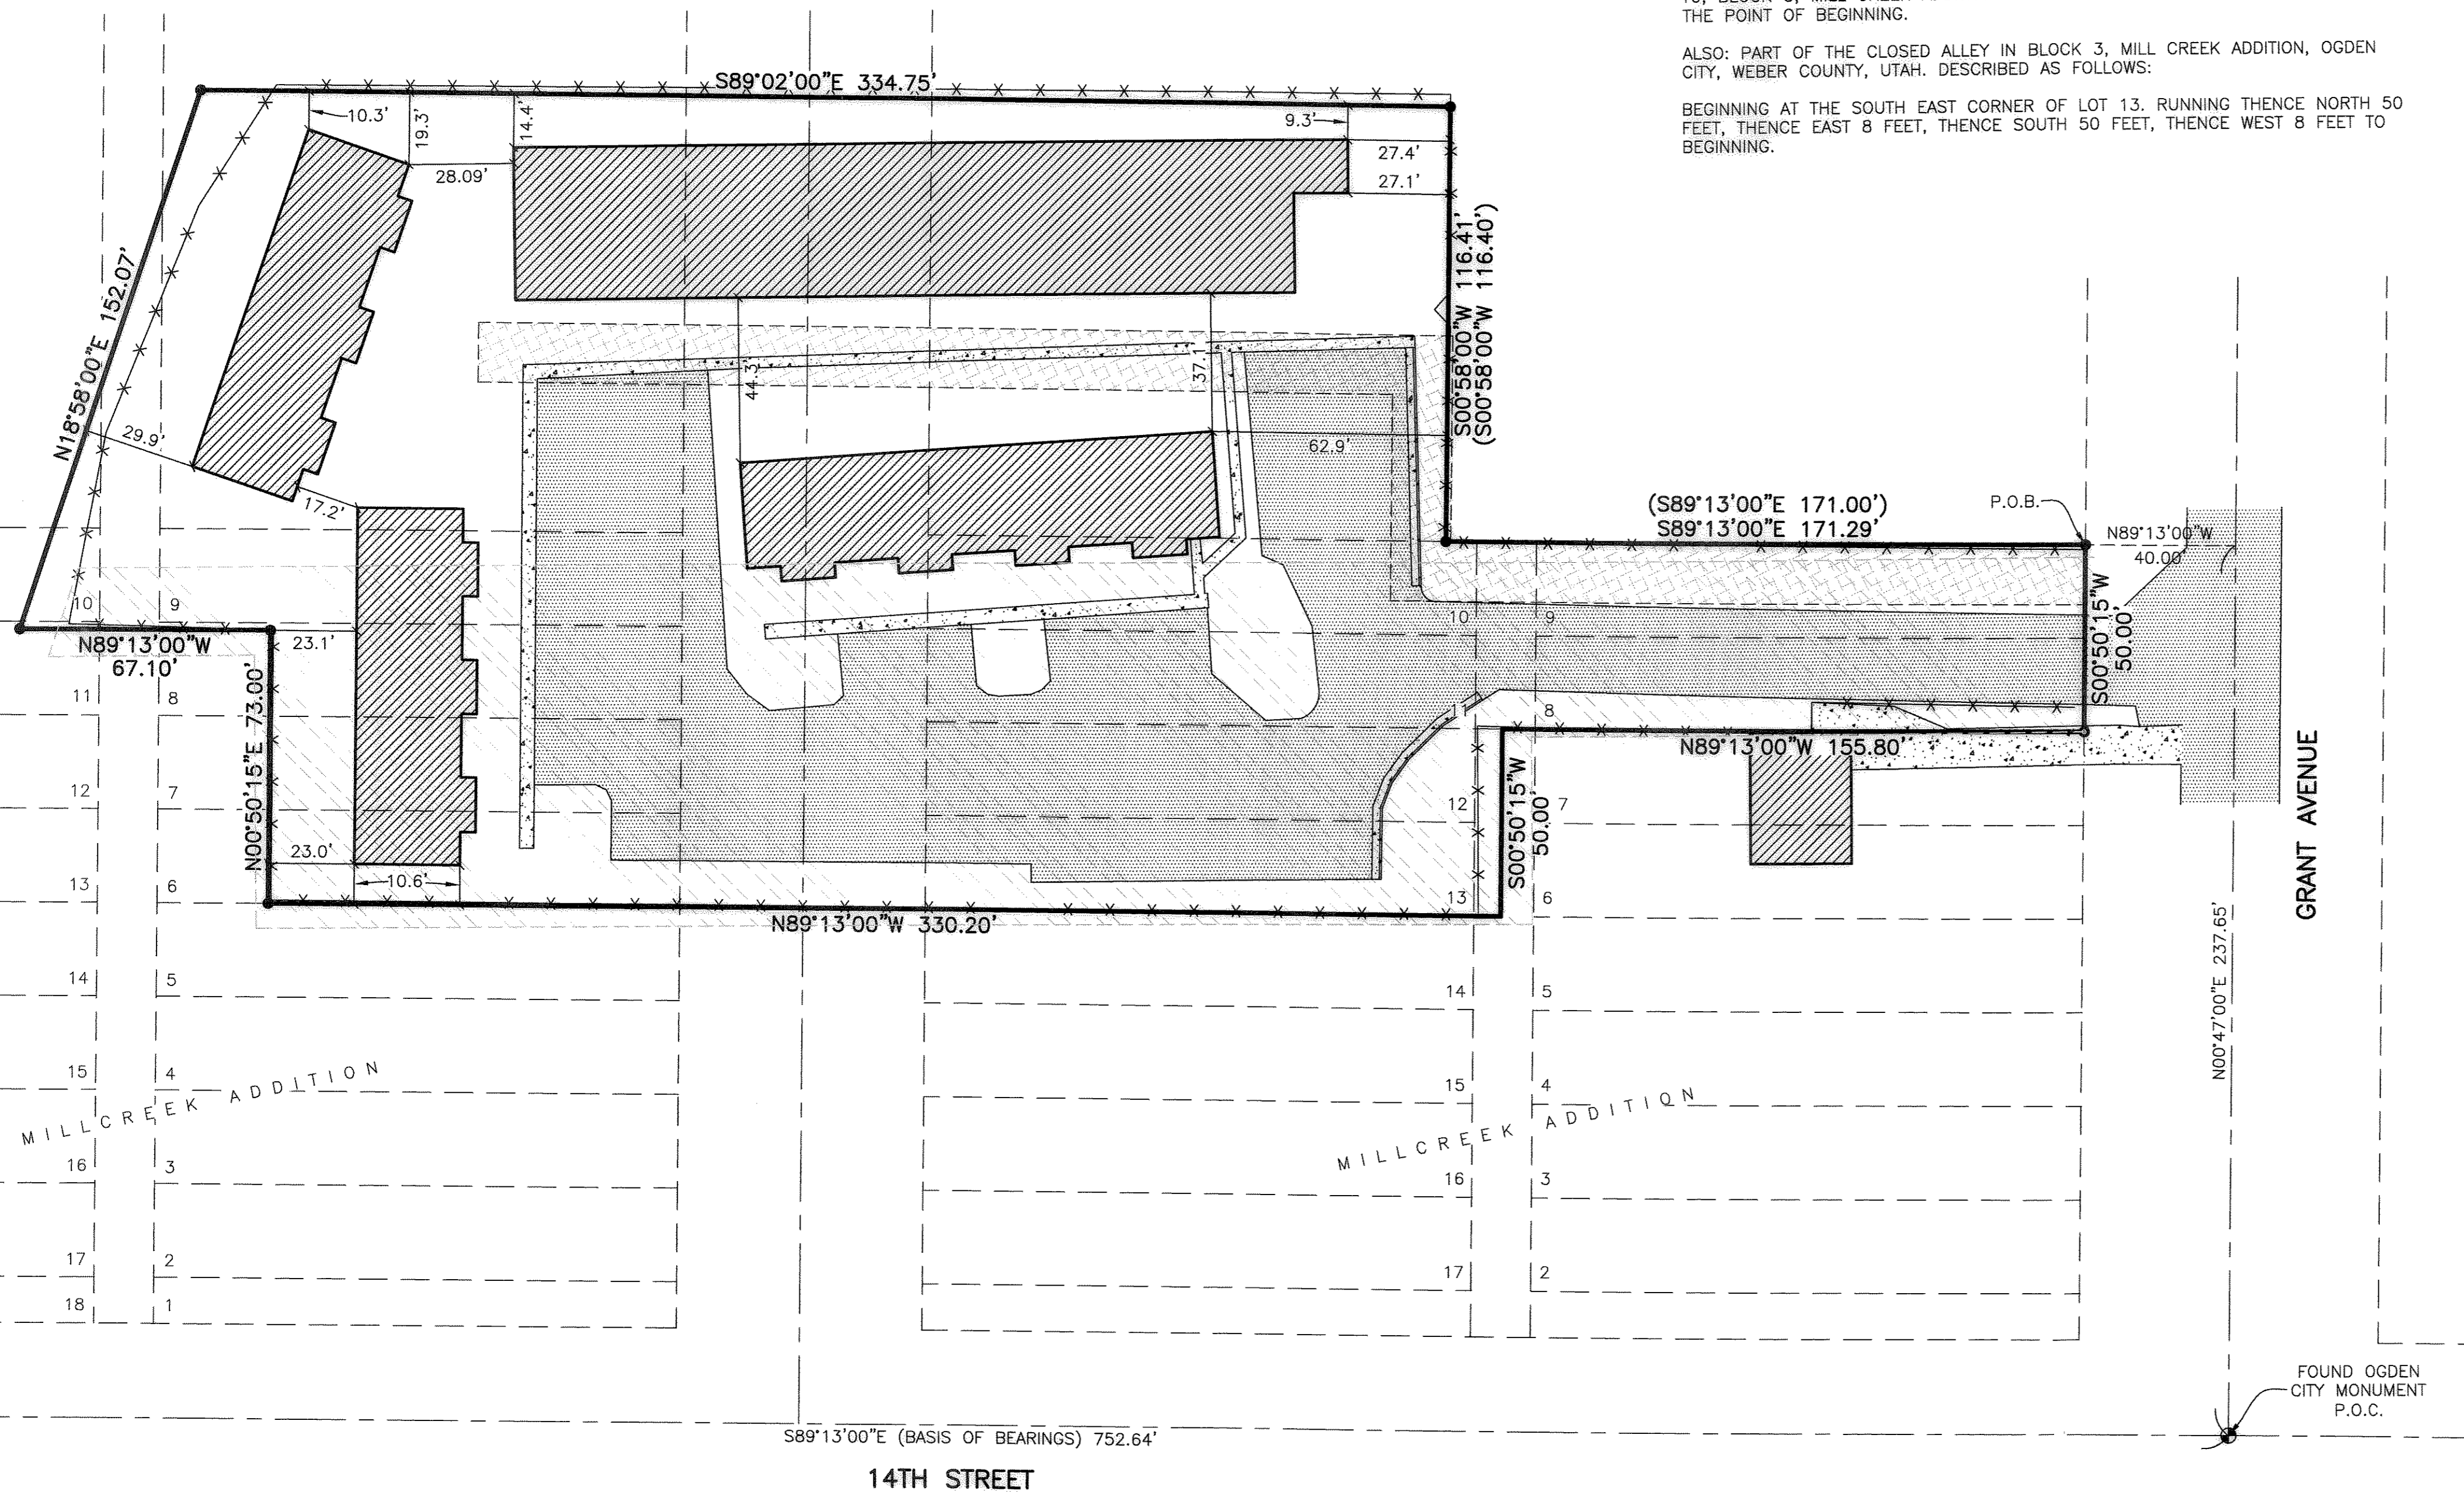 THE POINT OF BEGINNING.
ALSO: PART OF THE CLOSED ALLEY IN BLOCK 3, MILL CREEK ADDITION, OGDEN
CITY, WEBER COUNTY, UTAH. DESCRIBED AS FOLLOWS:
BEGINNING AT THE SOUTH EAST CORNER OF LOT 13. RUNNING THENCE NORTH 50
FEET, THENCE EAST 8 FEET, THENCE SOUTH 50 FEET, THENCE WEST 8 FEET TO
BEGINNING.
S89°02'00"E 334.75'
10.3'
19.3'
14.4'
9.3'
28.09'
27.4'
27.1'
N18°58'00"E 152.07'
S00°58'00"W 116.41'
(S00°58'00"W 116.40')
44.3'
37.1'
62.9'
29.9'
17.2'
(S89°13'00"E 171.00')
S89°13'00"E 171.29'
P.O.B.
N89°13'00"W
40.00'
S00°50'15"W
50.00'
10
9
10
9
N89°13'00"W
67.10'
23.1'
N00°50'15"E 73.00'
11
8
11
8
N89°13'00"W 155.80'
S00°50'15"W
50.00'
12
7
12
7
23.0'
10.6'
13
6
13
6
N89°13'00"W 330.20'
GRANT AVENUE
N00°47'00"E 237.65'
14
5
14
5
15
4
15
4
MILLCREEK ADDITION
MILLCREEK ADDITION
16
3
16
3
17
2
17
2
18
1
FOUND OGDEN
CITY MONUMENT
P.O.C.
S89°13'00"E (BASIS OF BEARINGS) 752.64'
14TH STREET